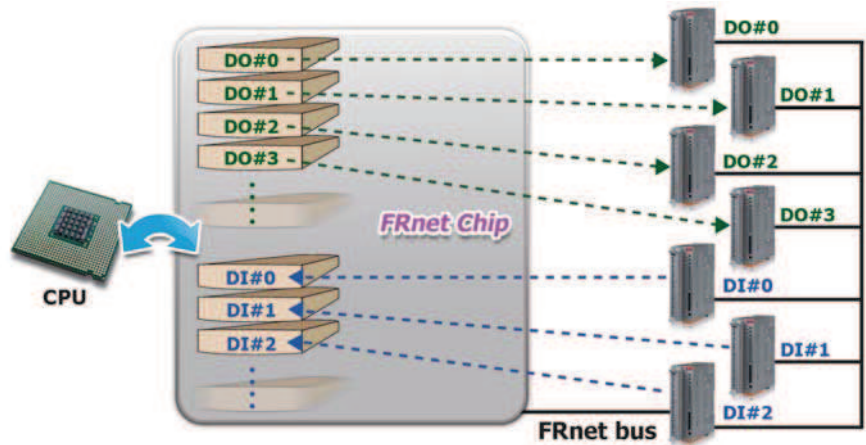 DO#0
DO#1
DO#2
DO#3
FRnet Chip
CPU
DI#0
DI#1
DI#2
DO#0
DO#1
DO#2
DO#3
DI#0
DI#1
DI#2
FRnet bus